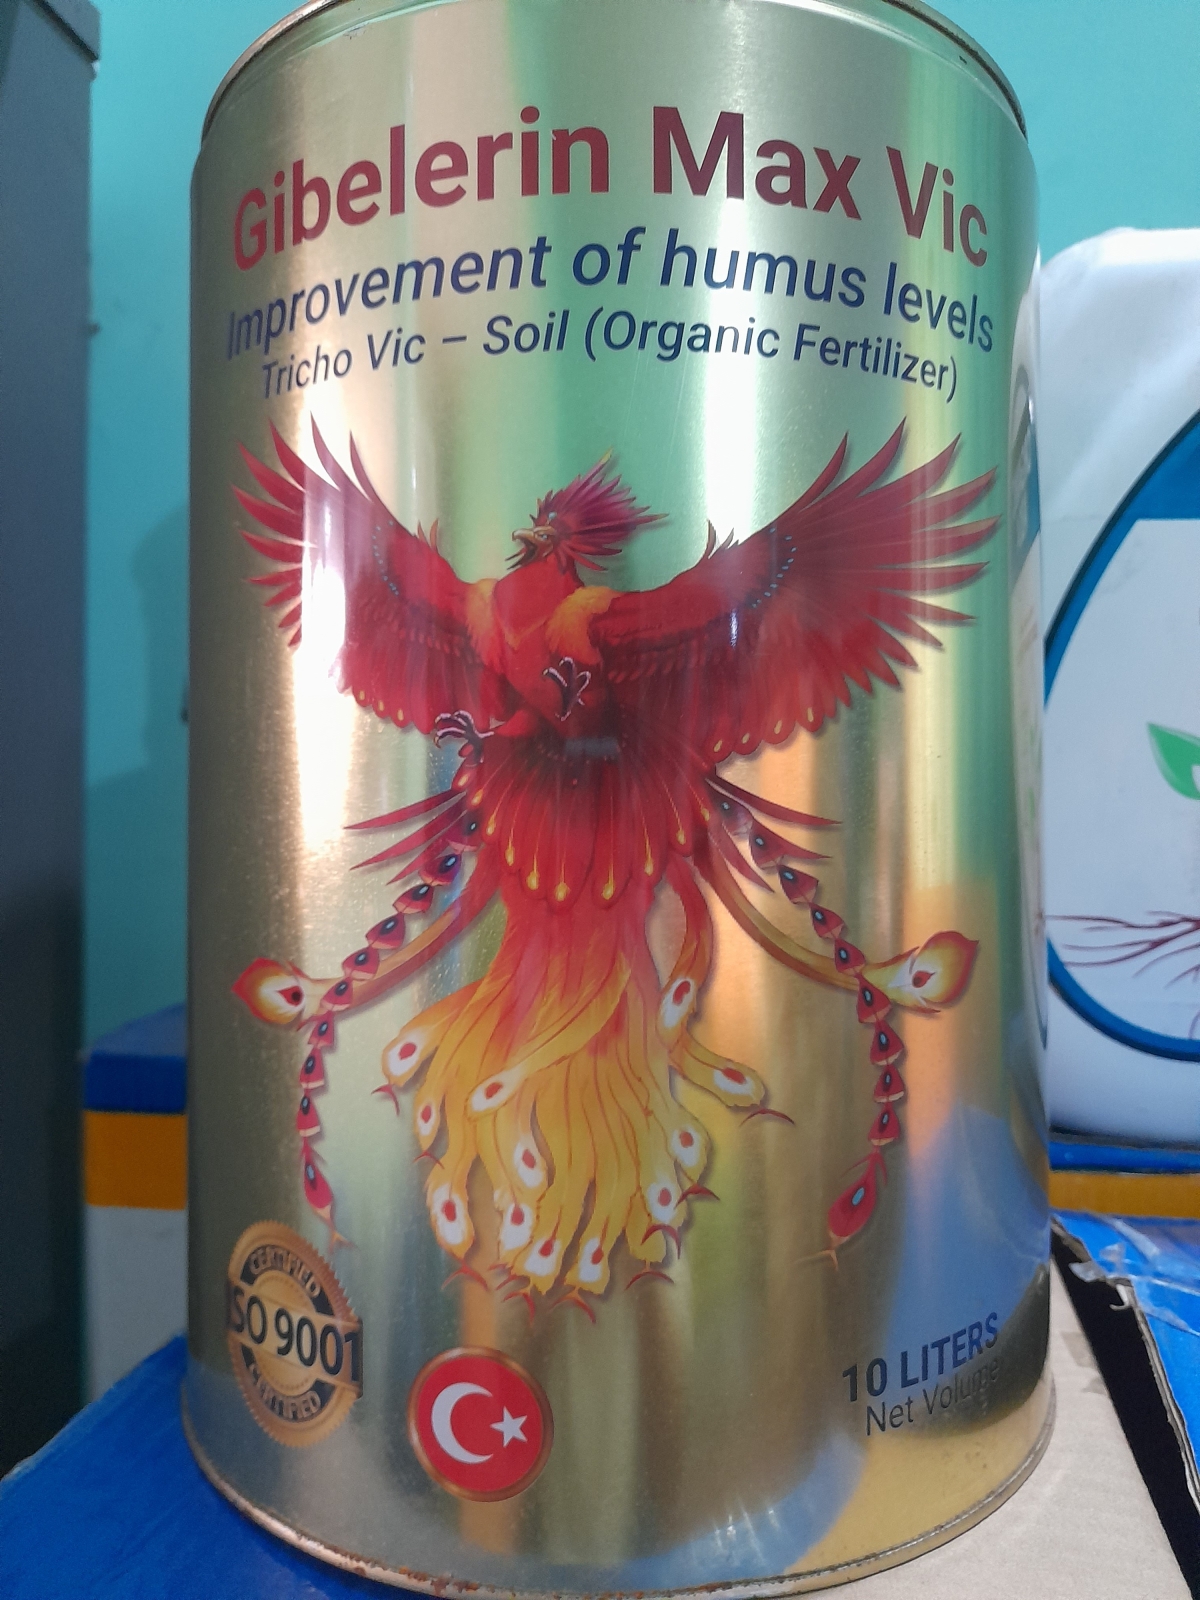 Gibelerin Max Vic
Improvement of humus levels
Tricho Vic – Soil (Organic Fertilizer)
CERTIFIED
ISO 9001
CERTIFIED
10 LITERS
Net Volume